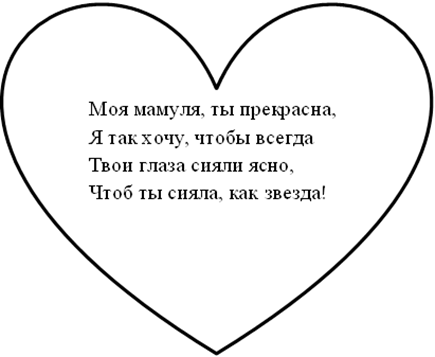 Моя мамуля, ты прекрасна,
Я так хочу, чтобы всегда
Твои глаза сияли ясно,
Чтоб ты сияла, как звезда!